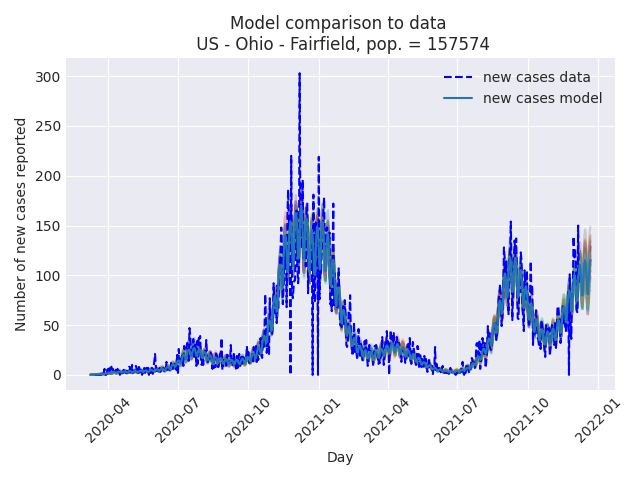 Model comparison to data
US - Ohio - Fairfield, pop. = 157574
new cases data
new cases model
Number of new cases reported
300
250
200
150
100
50
0
2020-04
2020-07
2020-10
2021-01
2021-04
2021-07
2021-10
2022-01
Day